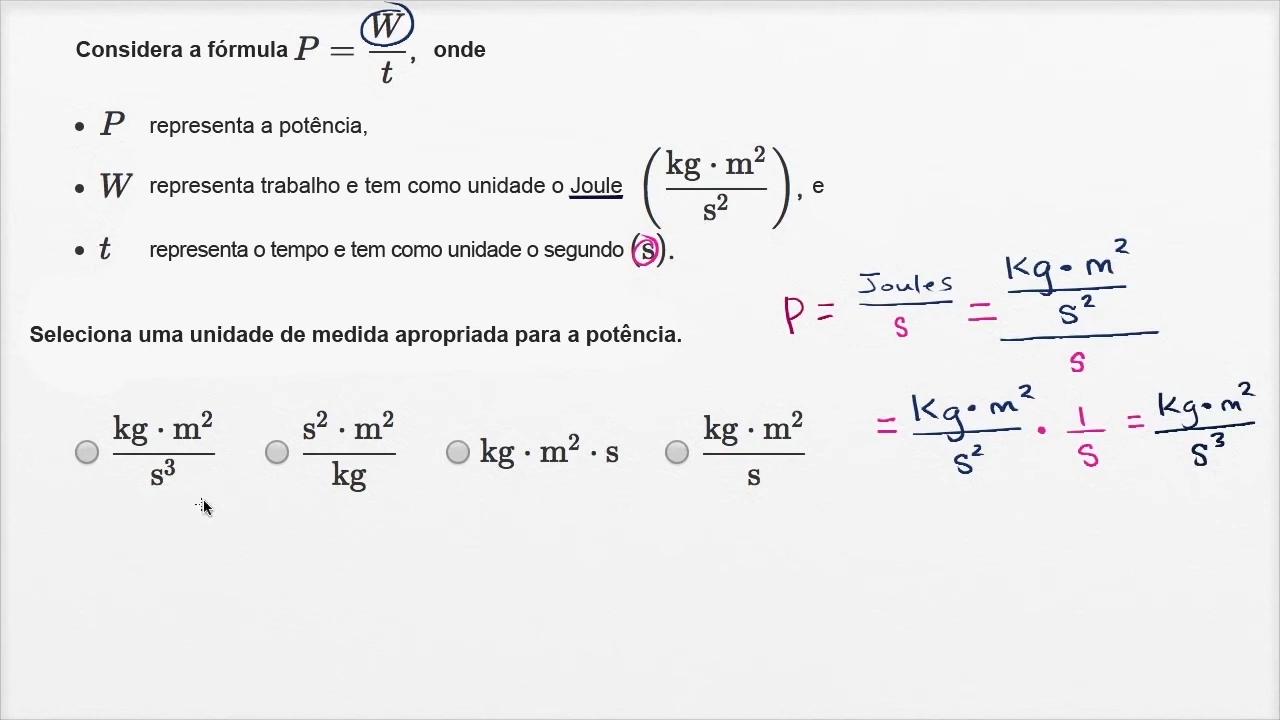 Considera a fórmula P = W/t, onde
• P representa a potência,
• W representa trabalho e tem como unidade o Joule (kg · m²/s²), e
• t representa o tempo e tem como unidade o segundo (s).
Seleciona uma unidade de medida apropriada para a potência.
kg · m²/s³
s² · m²/kg
kg · m² · s
kg · m²/s
P = Joules/s = (Kg · m²/s²)/s
= Kg · m²/s² · 1/s = Kg · m²/s³